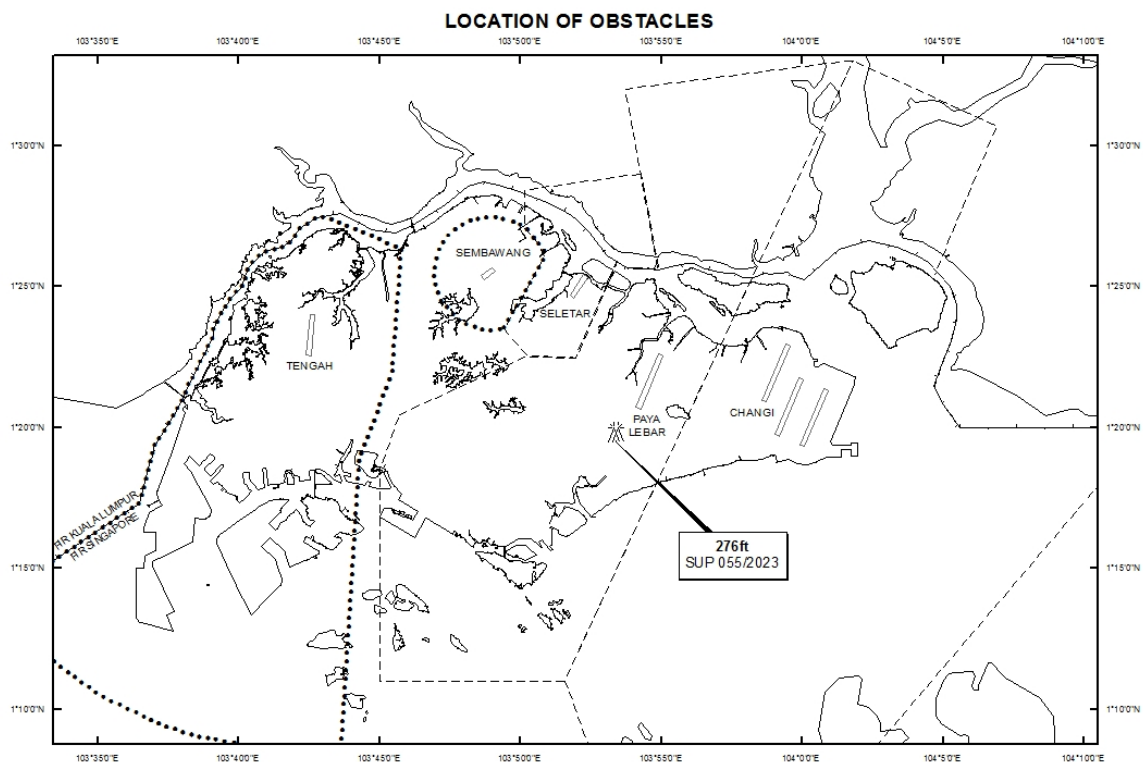 LOCATION OF OBSTACLES
103°35'0"E 103°40'0"E 103°45'0"E 103°50'0"E 103°55'0"E 104°0'0"E 104°5'0"E 104°10'0"E
1°30'0"N 1°30'0"N
SEMBAWANG
1°25'0"N 1°25'0"N
SELETAR
TENGAH
CHANGI
PAYA
LEBAR
1°20'0"N 1°20'0"N
FIR KUALA LUMPUR
FIR SINGAPORE
276ft
SUP 055/2023
1°15'0"N 1°15'0"N
1°10'0"N 1°10'0"N
103°35'0"E 103°40'0"E 103°45'0"E 103°50'0"E 103°55'0"E 104°0'0"E 104°5'0"E 104°10'0"E